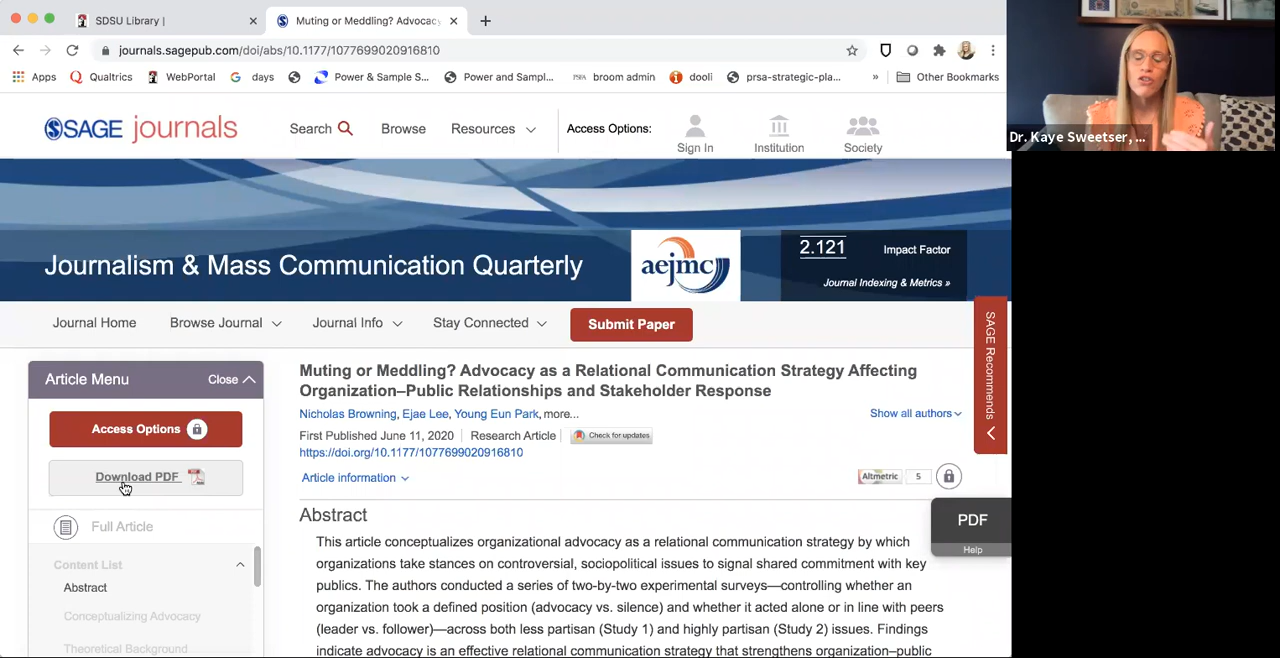 SDSU Library |
Muting or Meddling? Advocacy
journals.sagepub.com/doi/abs/10.1177/1077699020916810
Apps
Qualtrics
WebPortal
days
Power & Sample S...
Power and Sampl...
PSFA
broom admin
dooli
prsa-strategic-pla...
»
Other Bookmarks
Dr. Kaye Sweetser, ...
SAGE journals
Search
Browse
Resources
Access Options:
Sign In
Institution
Society
Journalism & Mass Communication Quarterly
aejmc
2.121
Impact Factor
Journal Indexing & Metrics »
Journal Home
Browse Journal
Journal Info
Stay Connected
Submit Paper
SAGE Recommends
Article Menu
Close
Access Options
Download PDF
Full Article
Content List
Abstract
Conceptualizing Advocacy
Theoretical Background
Muting or Meddling? Advocacy as a Relational Communication Strategy Affecting
Organization–Public Relationships and Stakeholder Response
Nicholas Browning, Ejae Lee, Young Eun Park, more...
Show all authors
First Published June 11, 2020 | Research Article | Check for updates
https://doi.org/10.1177/1077699020916810
Article information
Altmetric 5
Abstract
PDF
Help
This article conceptualizes organizational advocacy as a relational communication strategy by which
organizations take stances on controversial, sociopolitical issues to signal shared commitment with key
publics. The authors conducted a series of two-by-two experimental surveys—controlling whether an
organization took a defined position (advocacy vs. silence) and whether it acted alone or in line with peers
(leader vs. follower)—across both less partisan (Study 1) and highly partisan (Study 2) issues. Findings
indicate advocacy is an effective relational communication strategy that strengthens organization–public